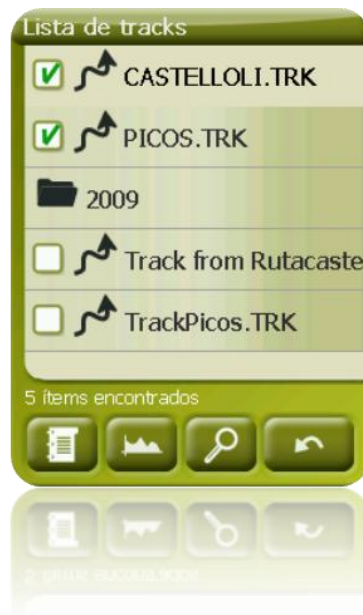 Lista de tracks
CASTELLOLI.TRK
PICOS.TRK
2009
Track from Rutacaste
TrackPicos.TRK
5 ítems encontrados